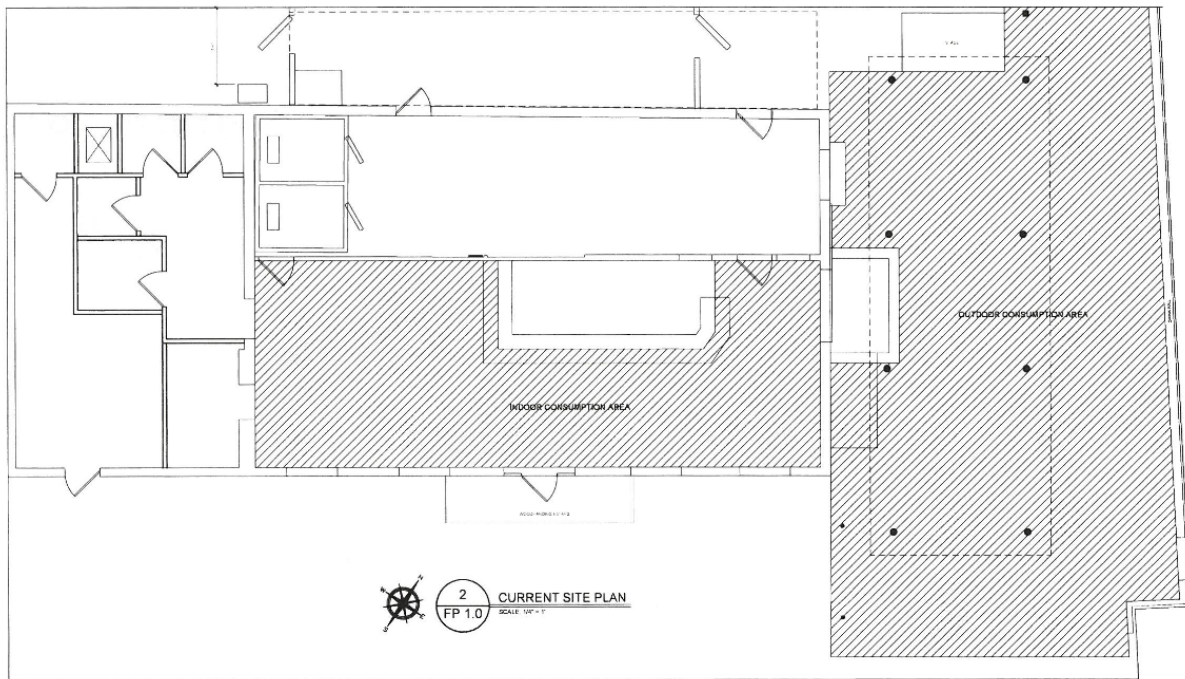 OUTDOOR CONSUMPTION AREA
INDOOR CONSUMPTION AREA
N
W
E
S
2
FP 1.0
CURRENT SITE PLAN
SCALE: 1/4" = 1'